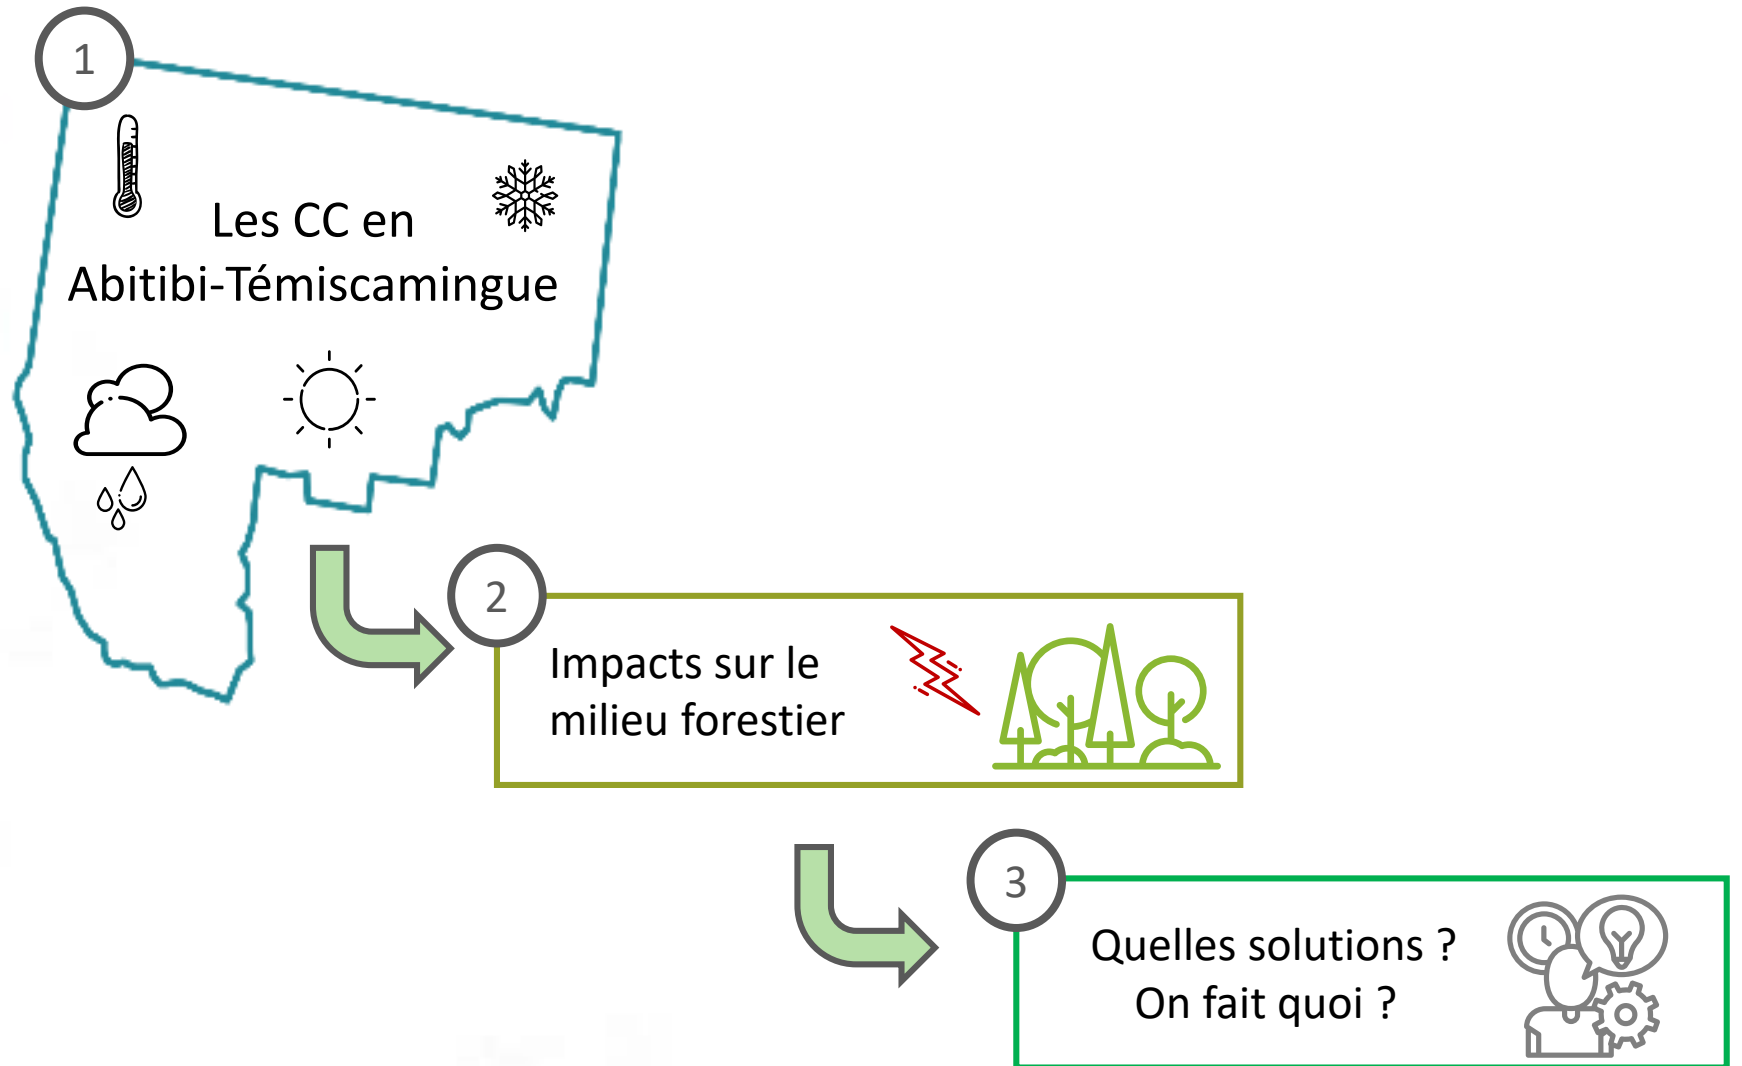 1
Les CC en
Abitibi-Témiscamingue
2
Impacts sur le
milieu forestier
3
Quelles solutions ?
On fait quoi ?